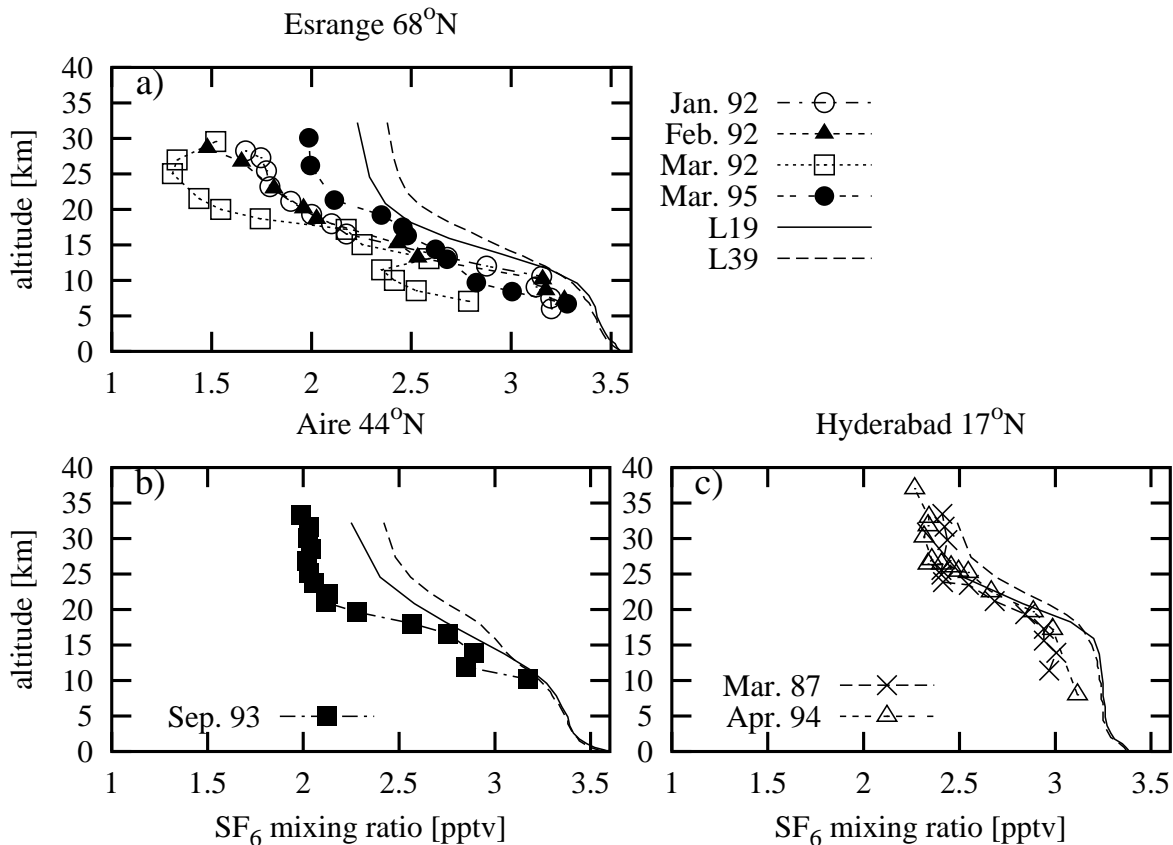 Esrange 68°N
a)
40
35
30
25
20
15
10
5
0
altitude [km]
1 1.5 2 2.5 3 3.5
Jan. 92
Feb. 92
Mar. 92
Mar. 95
L19
L39
Aire 44°N
b)
40
35
30
25
20
15
10
5
0
altitude [km]
Sep. 93
1 1.5 2 2.5 3 3.5
SF₆ mixing ratio [pptv]
Hyderabad 17°N
c)
40
35
30
25
20
15
10
5
0
Mar. 87
Apr. 94
1 1.5 2 2.5 3 3.5
SF₆ mixing ratio [pptv]